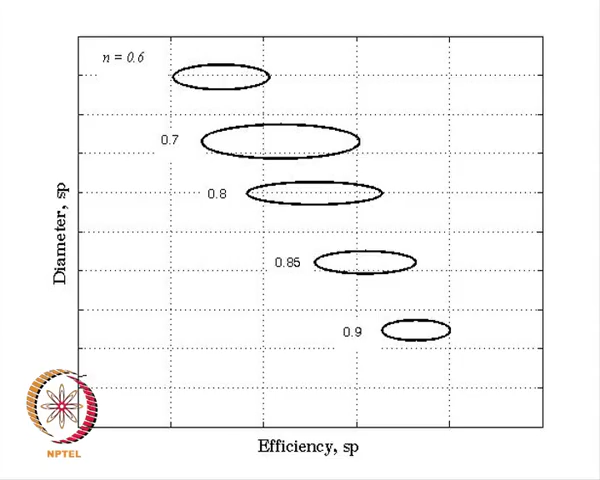 n = 0.6
0.7
0.8
0.85
0.9
Diameter, sp
Efficiency, sp
NPTEL